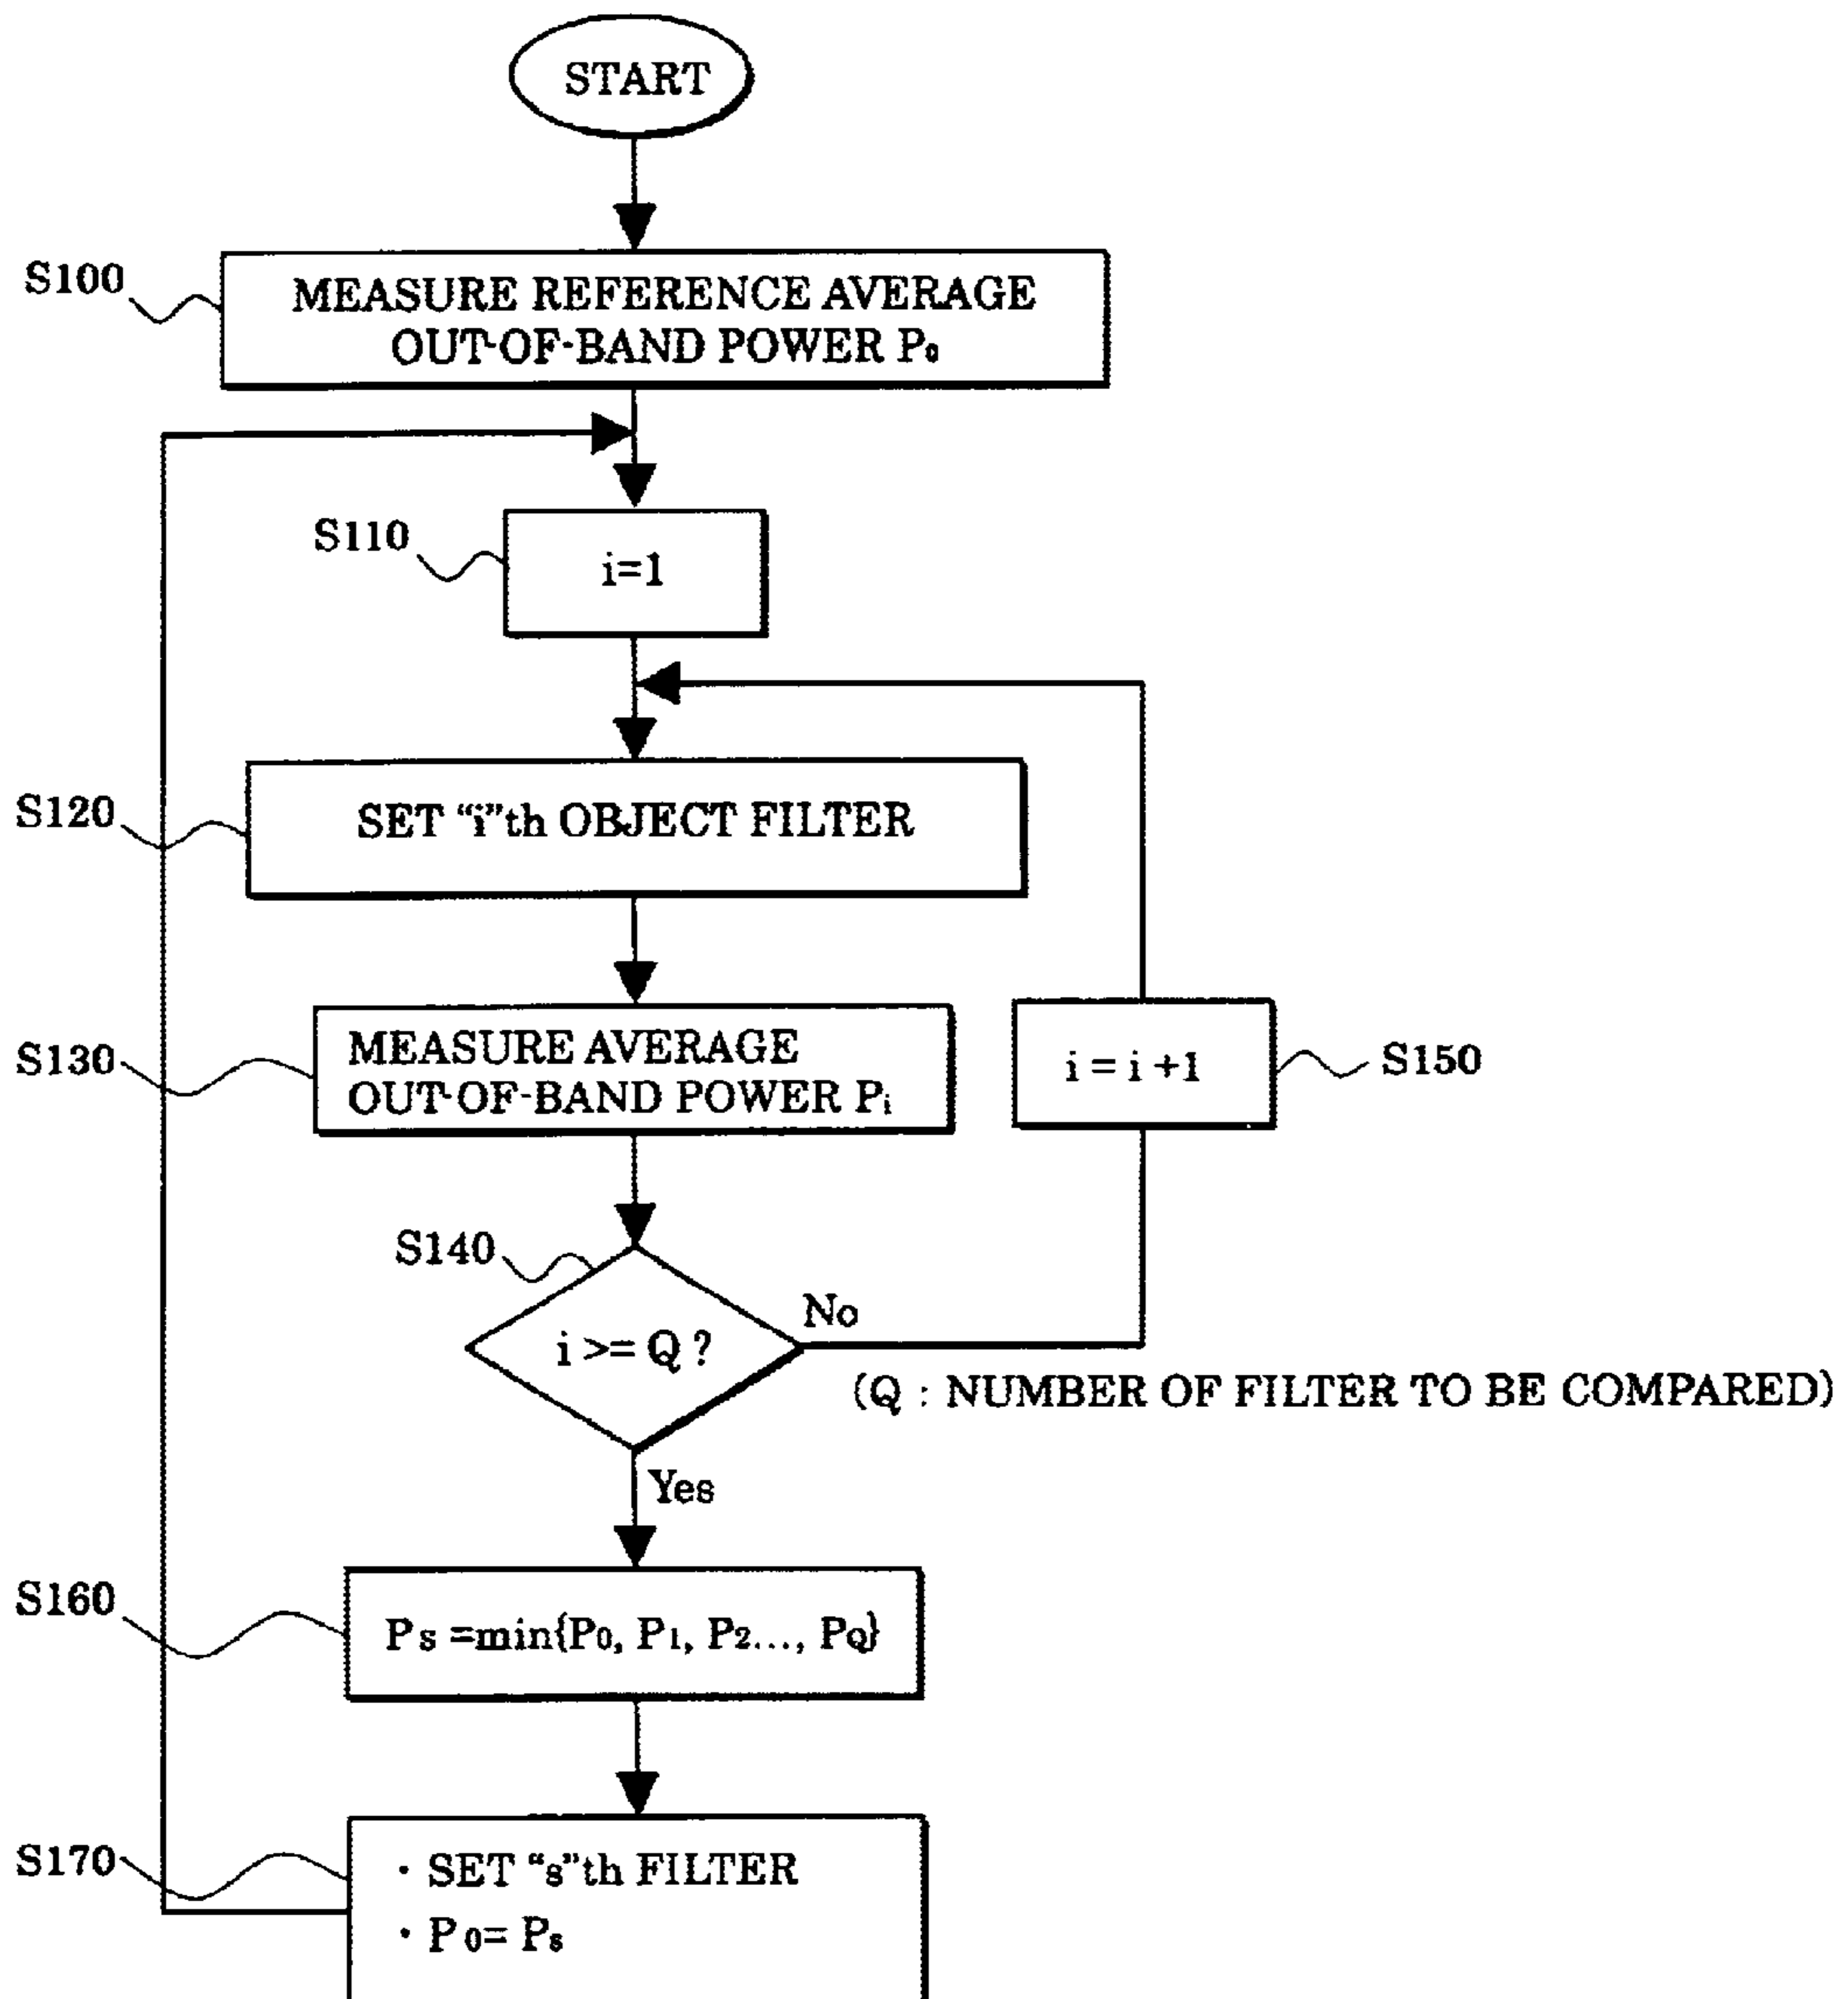 START
S100
MEASURE REFERENCE AVERAGE
OUT-OF-BAND POWER P₀
S110
i=1
S120
SET “i”th OBJECT FILTER
S130
MEASURE AVERAGE
OUT-OF-BAND POWER Pᵢ
i = i +1
S150
S140
i >= Q ?
No
(Q : NUMBER OF FILTER TO BE COMPARED)
Yes
S160
Ps =min{P₀, P₁, P₂..., PQ}
S170
· SET “s”th FILTER
· P₀= Pₛ